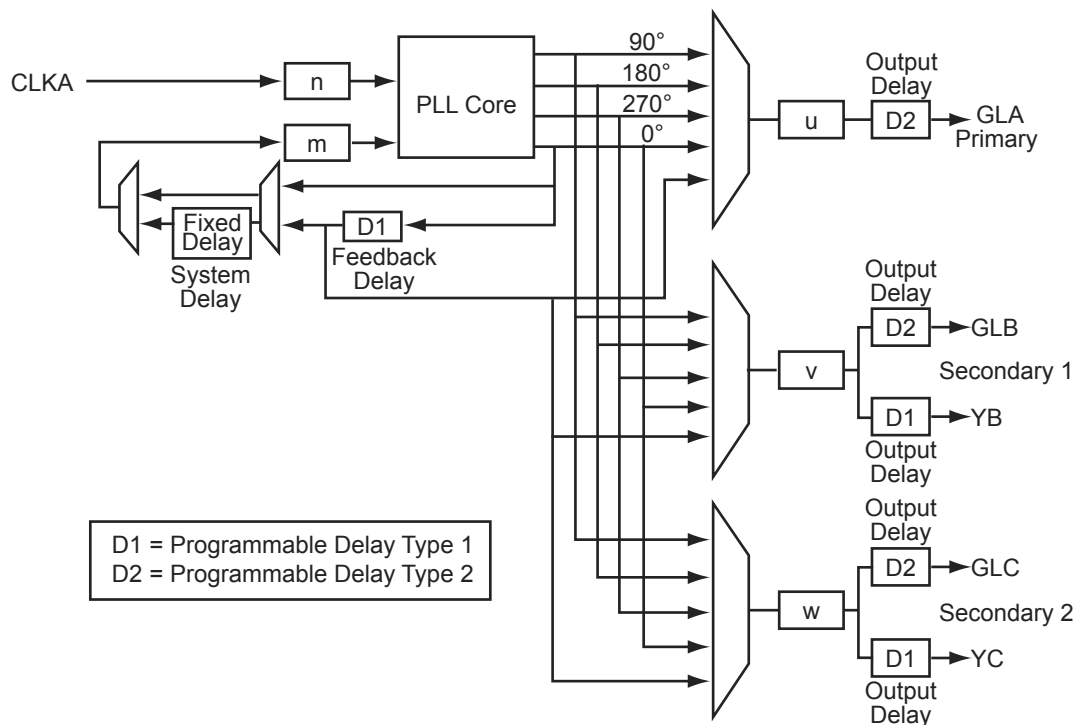 CLKA
n
PLL Core
m
90°
180°
270°
0°
u
Output
Delay
D2
GLA
Primary
Fixed
Delay
System
Delay
D1
Feedback
Delay
v
Output
Delay
D2
GLB
Secondary 1
D1
YB
Output
Delay
w
Output
Delay
D2
GLC
Secondary 2
D1
YC
Output
Delay
D1 = Programmable Delay Type 1
D2 = Programmable Delay Type 2